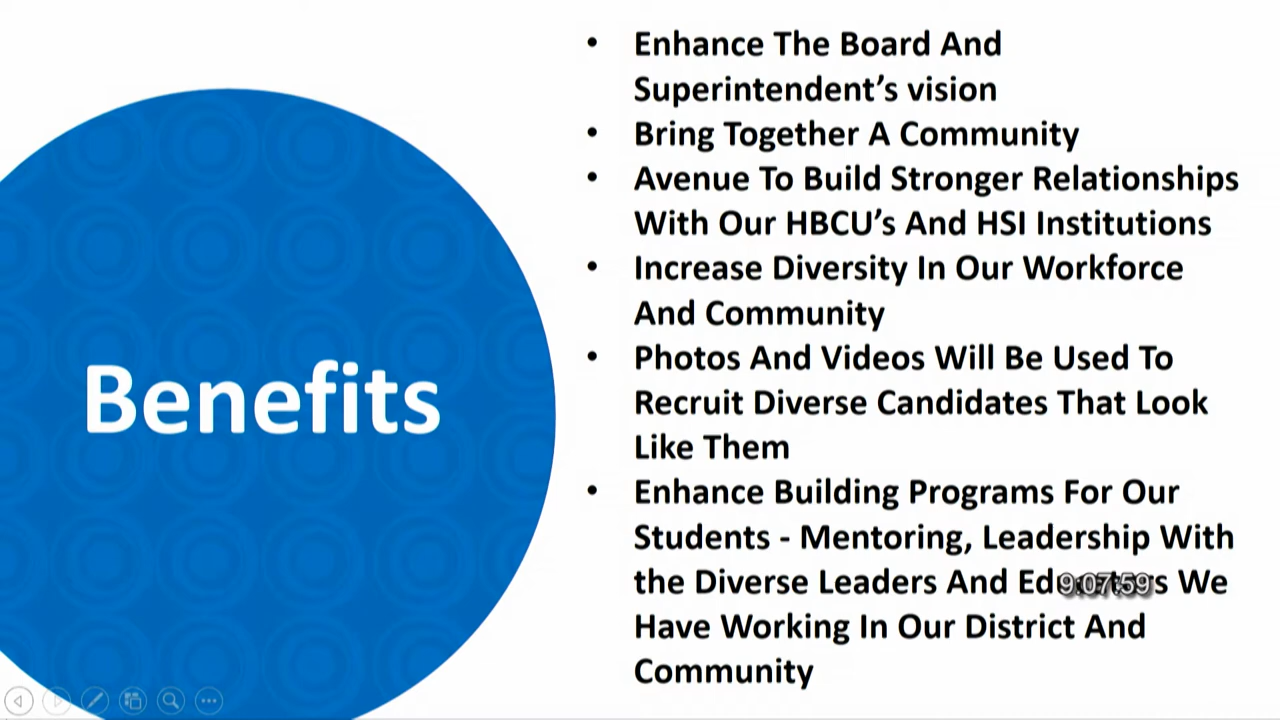 Benefits
• Enhance The Board And
Superintendent’s vision
• Bring Together A Community
• Avenue To Build Stronger Relationships
With Our HBCU’s And HSI Institutions
• Increase Diversity In Our Workforce
And Community
• Photos And Videos Will Be Used To
Recruit Diverse Candidates That Look
Like Them
• Enhance Building Programs For Our
Students - Mentoring, Leadership With
the Diverse Leaders And We
9:07:59
Have Working In Our District And
Community